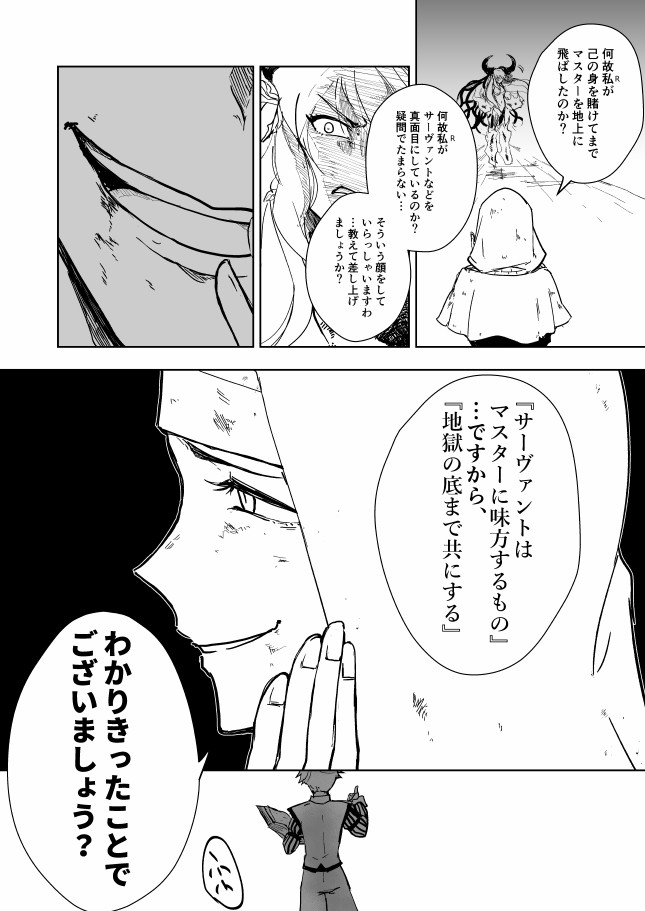 何故私Rが
己の身を賭けてまで
マスターを地上に
飛ばしたのか？
何故私Rが
サーヴァントなどを
真面目にしているのか？
疑問でたまらない…
そういう顔をして
いらっしゃいますわ
…教えて差し上げ
ましょうか？
『サーヴァントは
マスターに味方するもの』
…ですから、
『地獄の底まで共にする』
わかりきったことで
ございましょう？